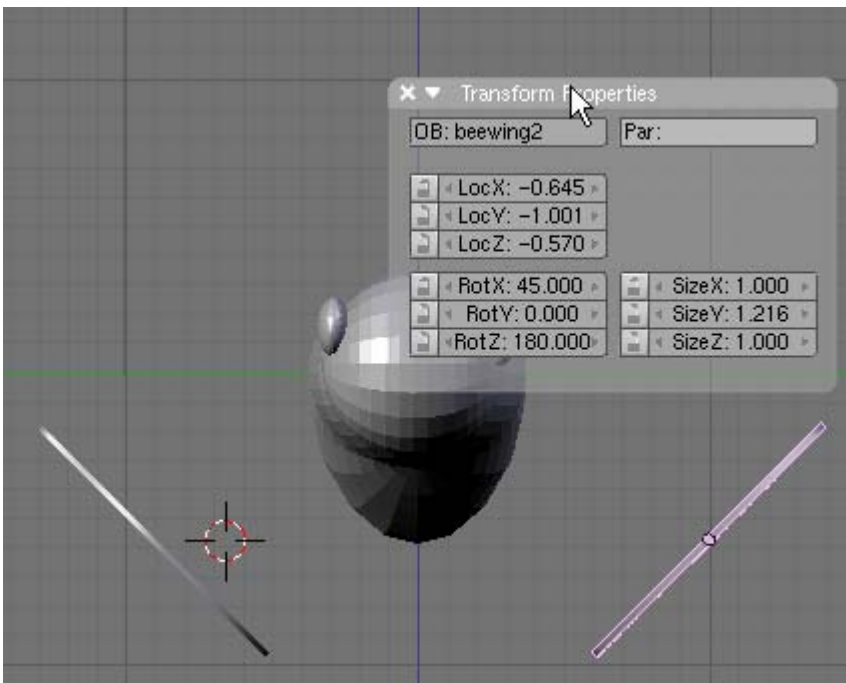 Transform Properties
OB: beewing2 Par:
LocX: -0.645
LocY: -1.001
LocZ: -0.570
RotX: 45.000 SizeX: 1.000
RotY: 0.000 SizeY: 1.216
RotZ: 180.000 SizeZ: 1.000